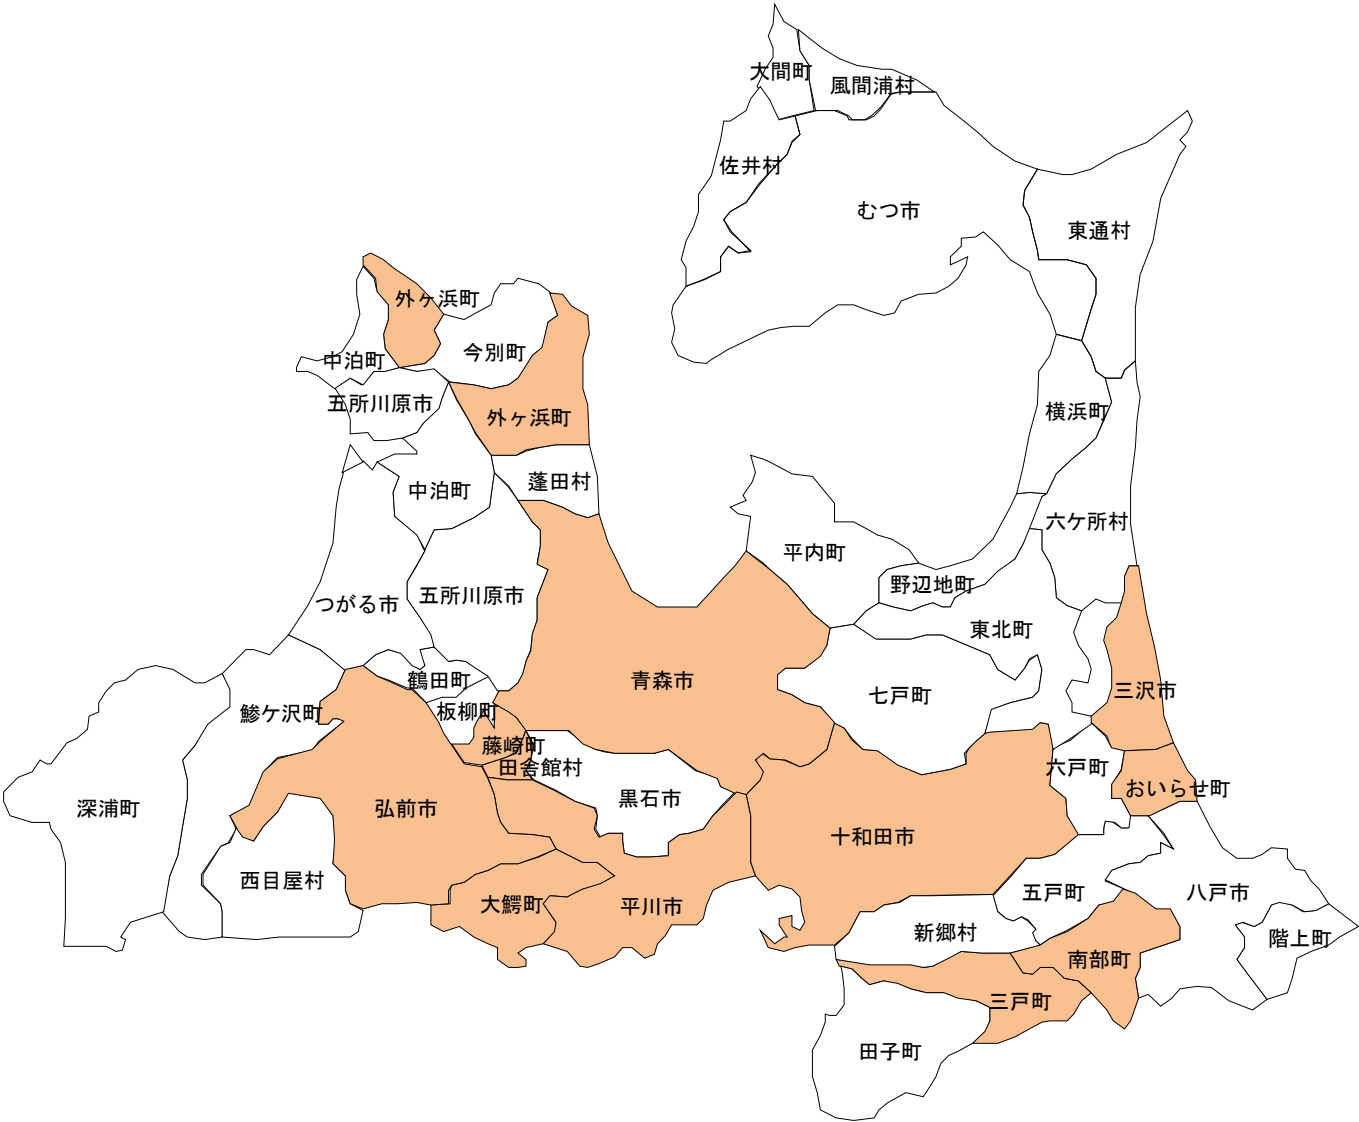 大間町
風間浦村
佐井村
むつ市
東通村
外ヶ浜町
今別町
中泊町
五所川原市
外ヶ浜町
横浜町
蓬田村
中泊町
六ケ所村
平内町
野辺地町
五所川原市
つがる市
東北町
鶴田町
青森市
三沢市
七戸町
鯵ケ沢町
板柳町
藤崎町
田舎館村
六戸町
おいらせ町
黒石市
深浦町
弘前市
十和田市
西目屋村
五戸町
八戸市
大鰐町
平川市
新郷村
階上町
南部町
三戸町
田子町